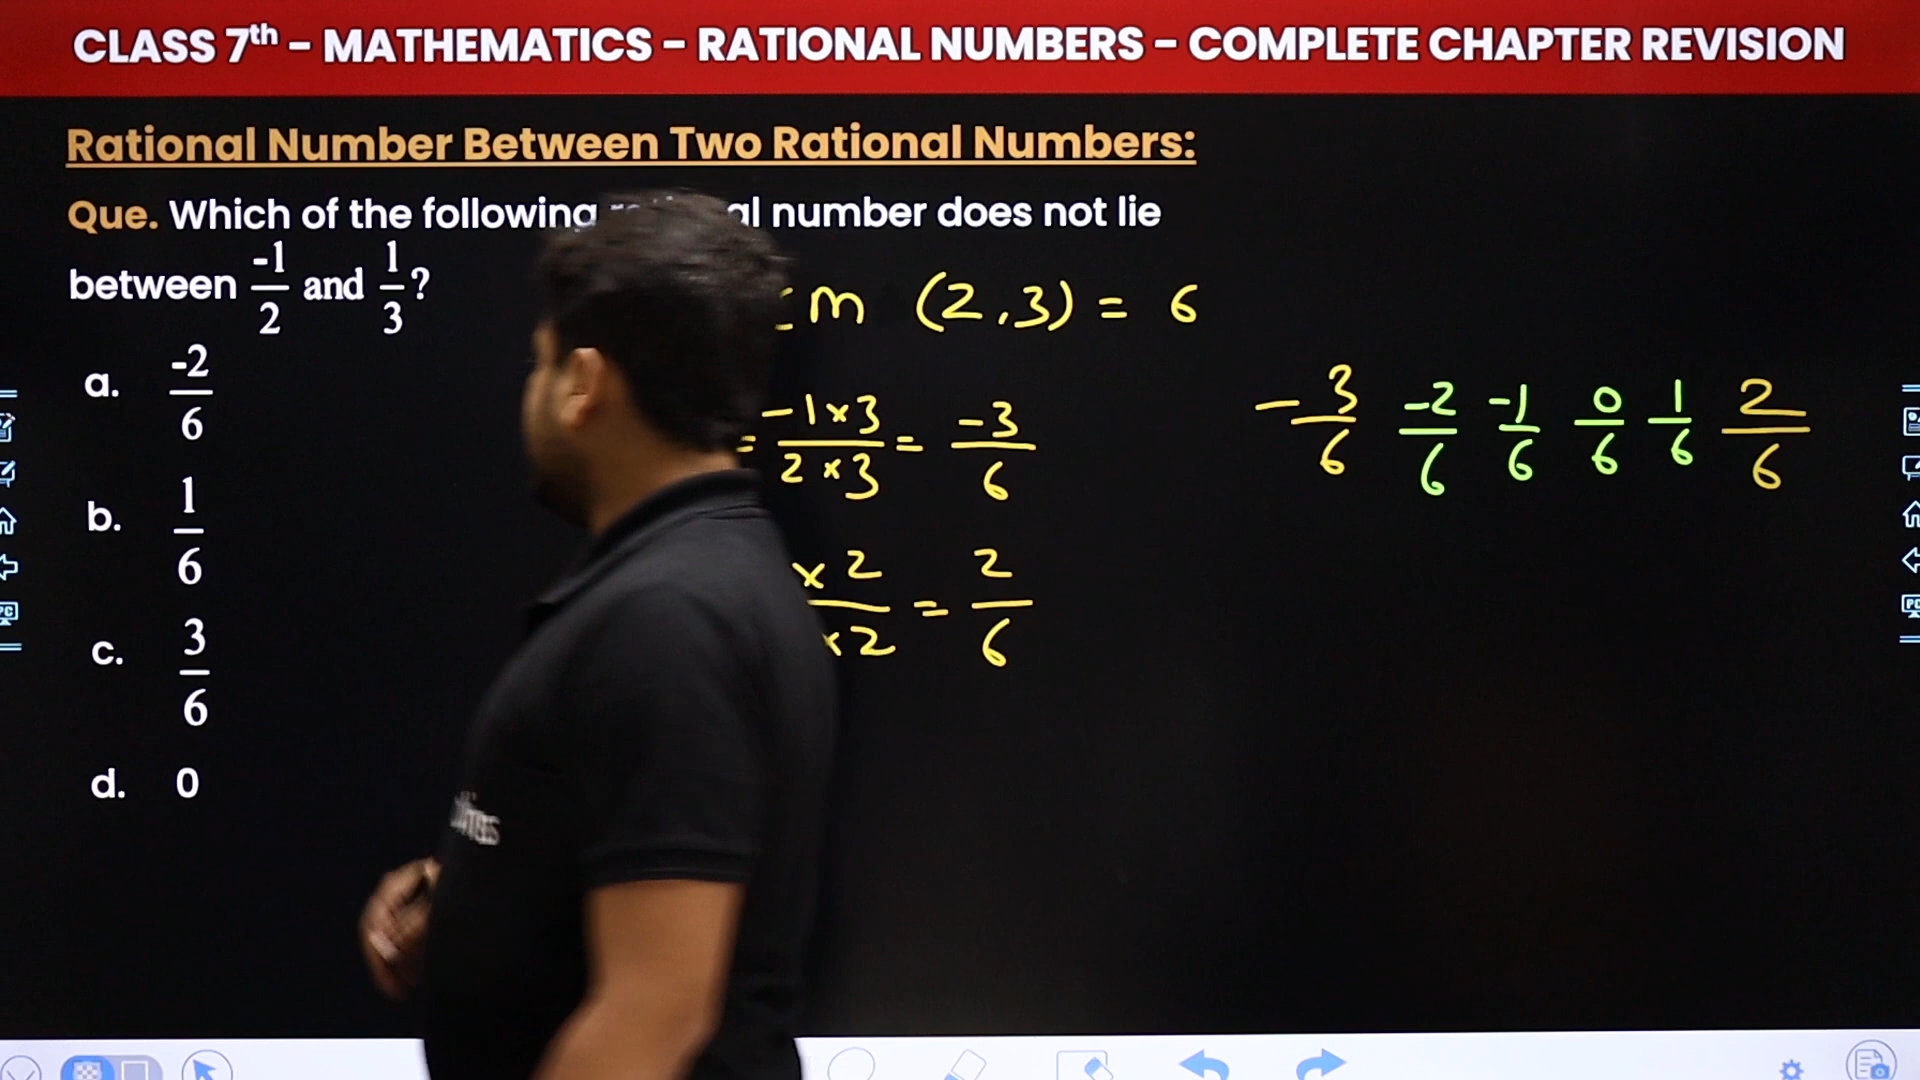 CLASS 7th - MATHEMATICS - RATIONAL NUMBERS - COMPLETE CHAPTER REVISION
Rational Number Between Two Rational Numbers:
Que. Which of the following number does not lie
between -1/2 and 1/3?
a. -2/6
b. 1/6
c. 3/6
d. 0
m (2,3) = 6
= -1×3/2×3 = -3/6
×2/×2 = 2/6
-3/6 -2/6 -1/6 0/6 1/6 2/6